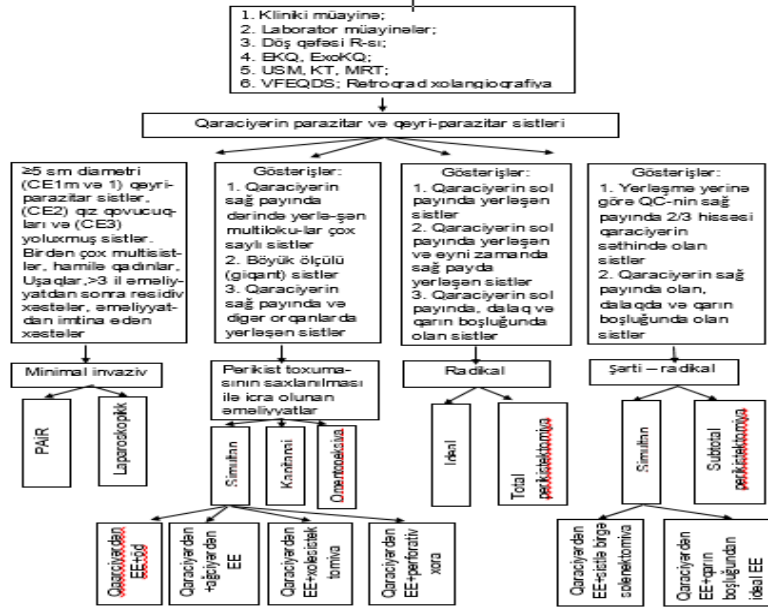 1. Kliniki müayinə;
2. Laborator müayinələr;
3. Döş qəfəsi R-sı;
4. EKQ, ExoKQ;
5. USM, KT, MRT;
6. VFEQDS; Retroqrad xolangioqrafiya
Qaraciyərin parazitar və qeyri-parazitar sistləri
≥5 sm diametri
(CE1m və 1) qeyri-
parazitar sistlər,
(CE2) qız qovucuq-
ları və (CE3)
yoluxmuş sistlər.
Birdən çox multisist-
lər, hamilə qadınlar,
Uşaqlar,>3 il əməliy-
yatdan sonra residiv
xəstələr, əməliyyat-
dan imtina edən
xəstələr
Göstərişlər:
1. Qaraciyərin
sağ payında
dərində yerlə-şən
multiloku-lar çox
saylı sistlər
2. Böyük ölçülü
(giqant) sistlər
3. Qaraciyərin
sağ payında və
digər orqanlarda
yerləşən sistlər
Göstərişlər:
1. Qaraciyərin sol
payında yerləşən
sistlər
2. Qaraciyərin sol
payında yerləşən
və eyni zamanda
sağ payda
yerləşən sistlər
3. Qaraciyərin sol
payında, dalaq və
qarın boşluğunda
olan sistlər
Göstərişlər:
1. Yerləşmə yerinə
görə QC-nin sağ
payında 2/3 hissəsi
qaraciyərin
səthində olan
sistlər
2. Qaraciyərin sağ
payında olan,
dalaqda və qarın
boşluğunda olan
sistlər
Minimal invaziv
Perikist toxuma-
sının saxlanılması
ilə icra olunan
əməliyyatlar
Radikal
Şərti – radikal
PAİR
Laparoskopikk
Simultan
Omentopeksiya
İdeal
Total
perikistektomiya
Simultan
Subtotal
perikistektomiya
Qaraciyərdən
EE+öd
Qaraciyərdən
+ağciyərdən
EE
Qaraciyərdən
EE+xolesistek
tomiya
Qaraciyərdən
EE+perforativ
xora
Qaraciyərdən
EE+sistlə birgə
splenektomiya
Qaraciyərdən
EE+qarın
boşluğundan
ideal EE